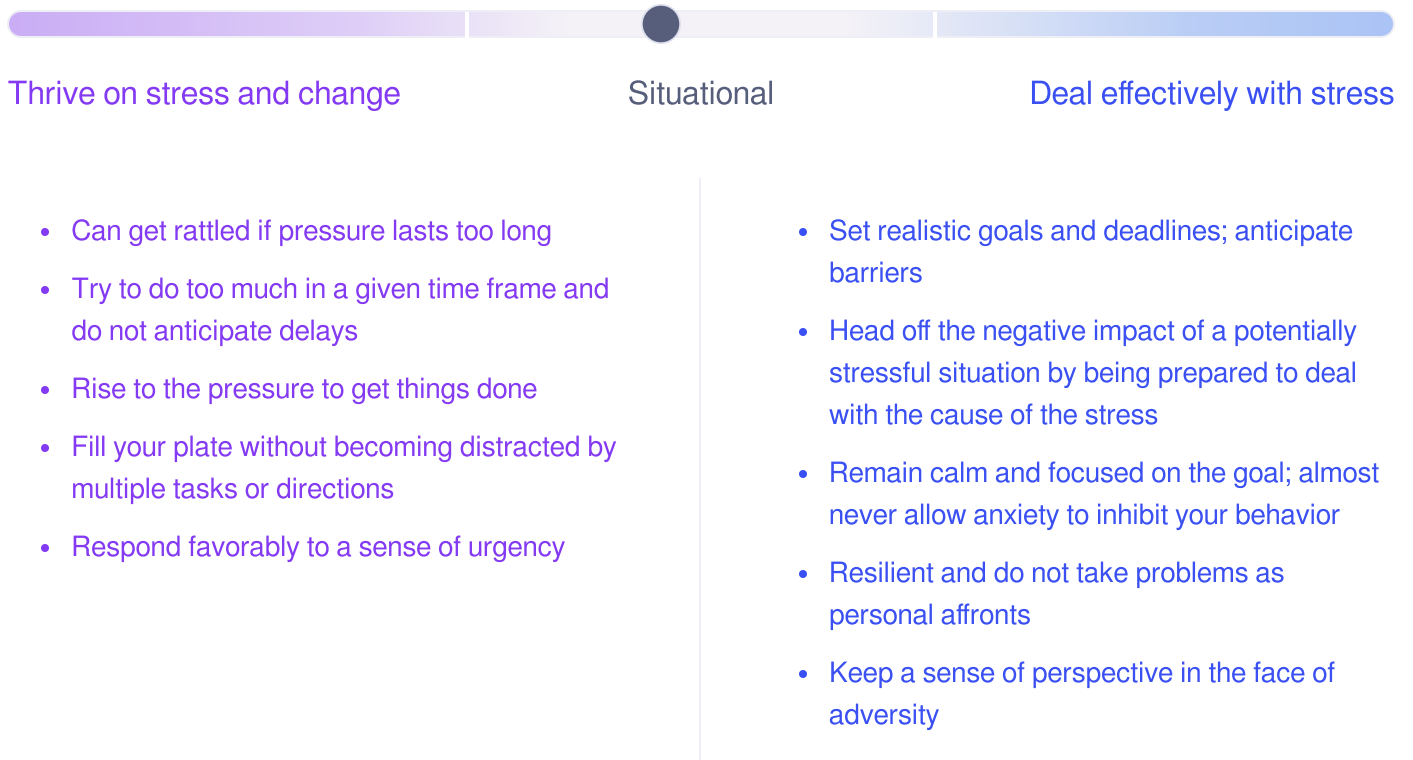 Thrive on stress and change
Situational
Deal effectively with stress
• Can get rattled if pressure lasts too long
• Try to do too much in a given time frame and
do not anticipate delays
• Rise to the pressure to get things done
• Fill your plate without becoming distracted by
multiple tasks or directions
• Respond favorably to a sense of urgency
• Set realistic goals and deadlines; anticipate
barriers
• Head off the negative impact of a potentially
stressful situation by being prepared to deal
with the cause of the stress
• Remain calm and focused on the goal; almost
never allow anxiety to inhibit your behavior
• Resilient and do not take problems as
personal affronts
• Keep a sense of perspective in the face of
adversity